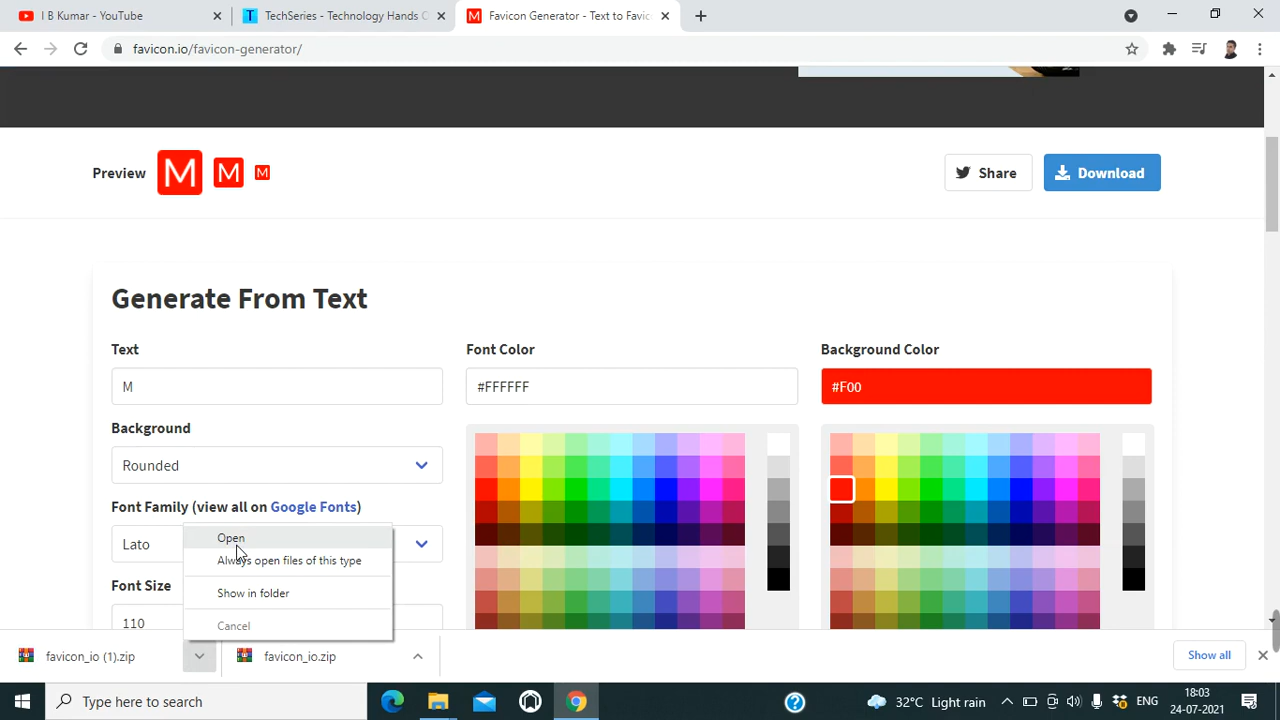 I B Kumar - YouTube
TechSeries - Technology Hands O
Favicon Generator - Text to Favic
favicon.io/favicon-generator/
Preview M M M
Share
Download
Generate From Text
Text
Font Color
Background Color
M
#FFFFFF
#F00
Background
Rounded
Font Family (view all on Google Fonts)
Lato
Open
Always open files of this type
Font Size
Show in folder
110
Cancel
favicon_io (1).zip
favicon_io.zip
Show all
Type here to search
32°C Light rain
ENG
18:03
24-07-2021